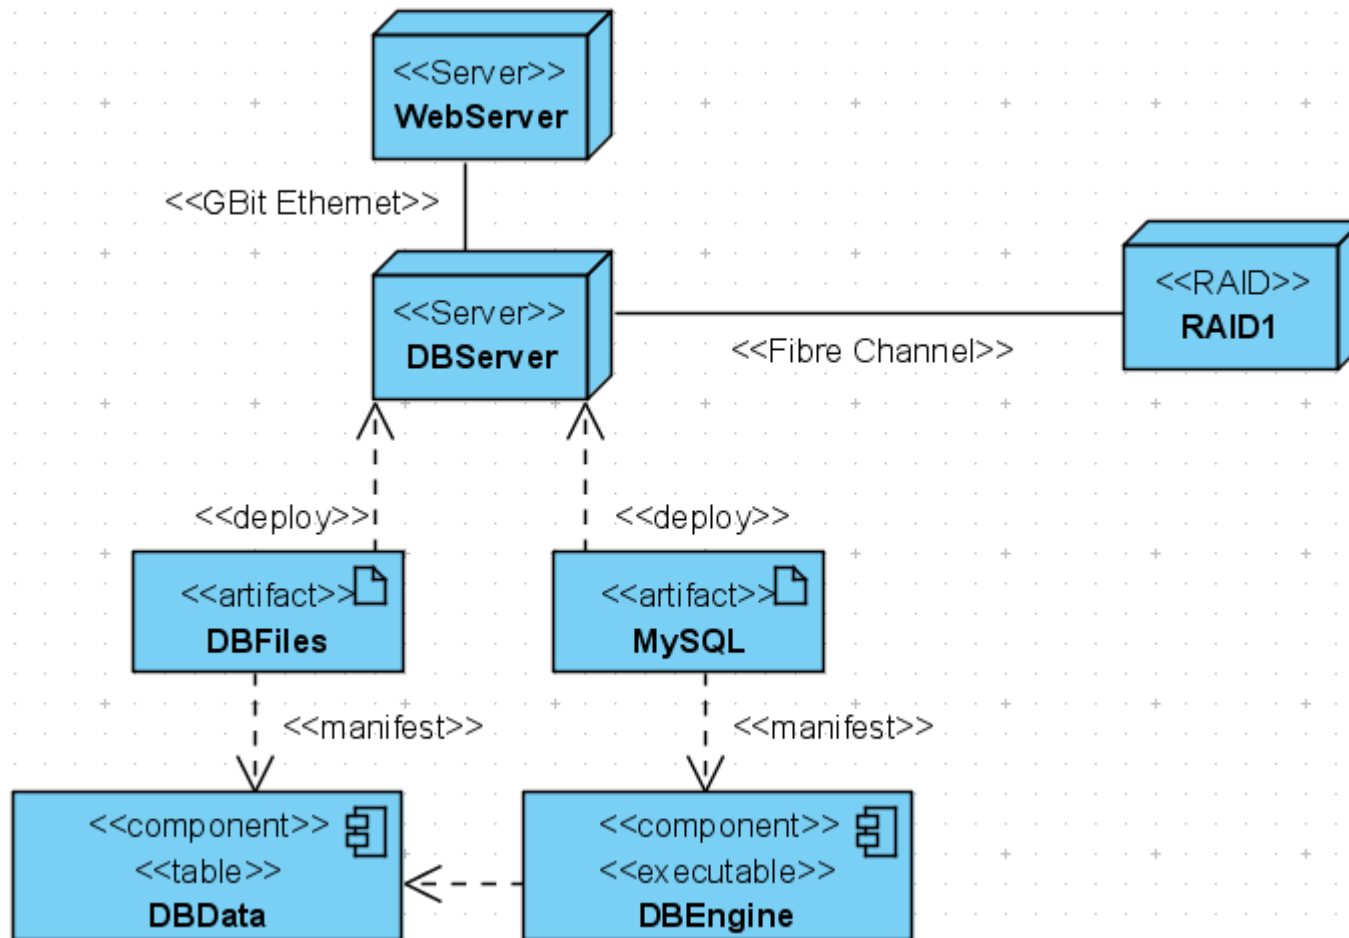 <<Server>>
WebServer
<<GBit Ethernet>>
<<Server>>
DBServer
<<RAID>>
RAID1
<<Fibre Channel>>
<<deploy>>
<<deploy>>
<<artifact>>
DBFiles
<<artifact>>
MySQL
<<manifest>>
<<manifest>>
<<component>>
<<table>>
DBData
<<component>>
<<executable>>
DBEngine